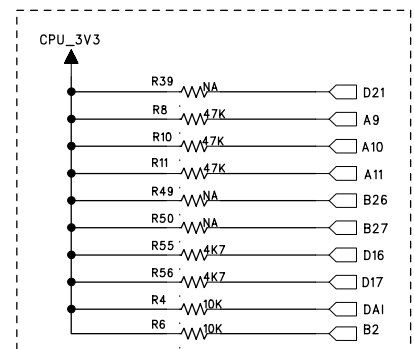 CPU_3V3
R39 NA D21
R8 47K A9
R10 47K A10
R11 47K A11
R49 NA B26
R50 NA B27
R55 4K7 D16
R56 4K7 D17
R4 10K DAI
R6 10K B2